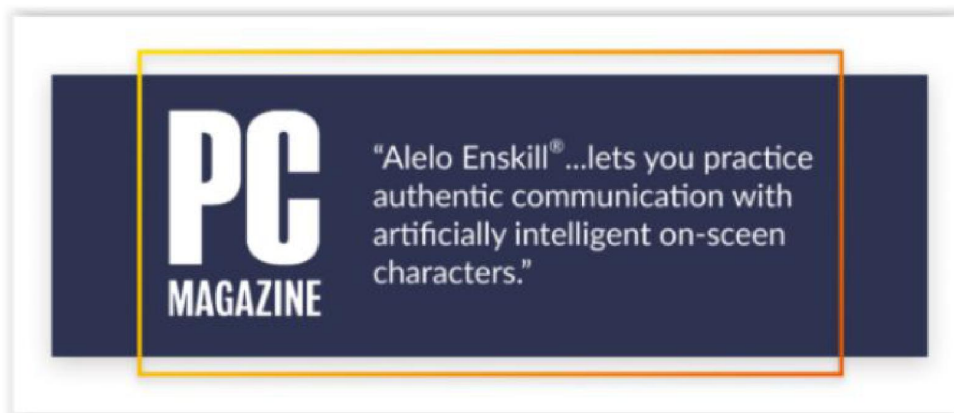 PC
MAGAZINE
“Alelo Enskill®...lets you practice
authentic communication with
artificially intelligent on-sceen
characters.”